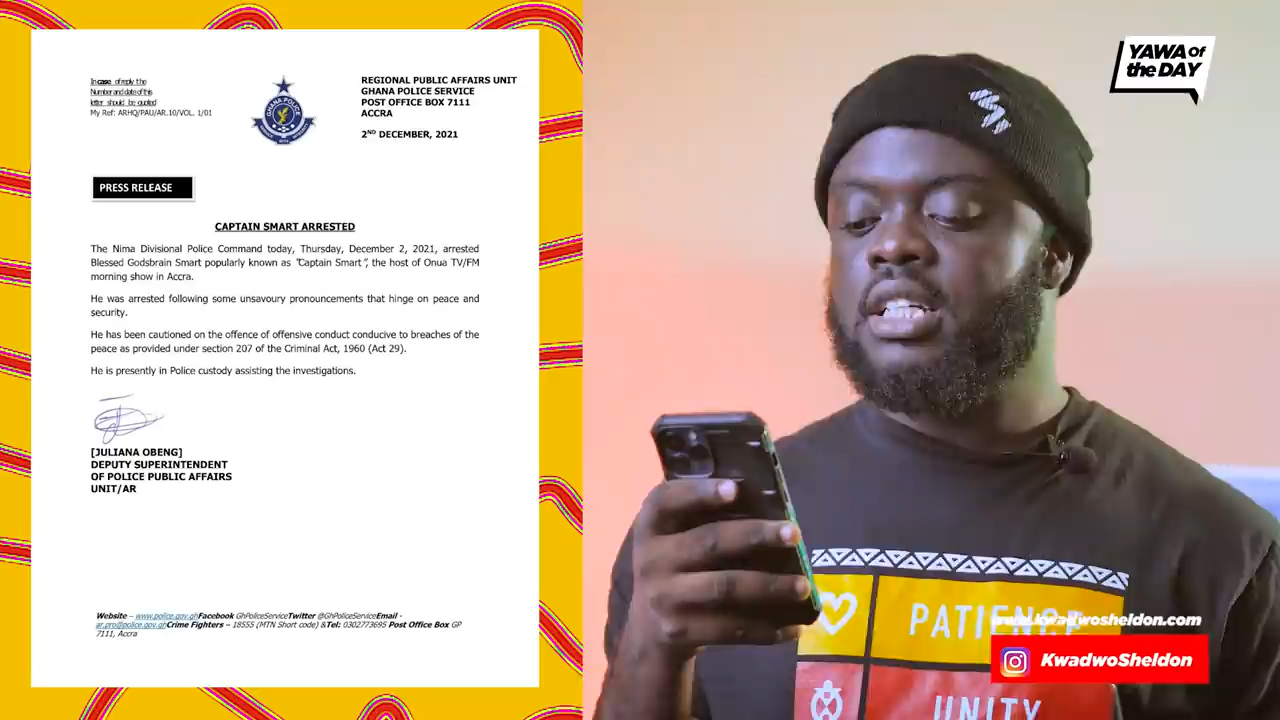 In case of reply the
Number and date of this
letter should be quoted
My Ref: ARHQ/PAU/AR.10/VOL. 1/01
GHANA POLICE
REGIONAL PUBLIC AFFAIRS UNIT
GHANA POLICE SERVICE
POST OFFICE BOX 7111
ACCRA
2ND DECEMBER, 2021
PRESS RELEASE
CAPTAIN SMART ARRESTED
The Nima Divisional Police Command today, Thursday, December 2, 2021, arrested
Blessed Godsbrain Smart popularly known as "Captain Smart", the host of Onua TV/FM
morning show in Accra.
He was arrested following some unsavoury pronouncements that hinge on peace and
security.
He has been cautioned on the offence of offensive conduct conducive to breaches of the
peace as provided under section 207 of the Criminal Act, 1960 (Act 29).
He is presently in Police custody assisting the investigations.
[JULIANA OBENG]
DEPUTY SUPERINTENDENT
OF POLICE PUBLIC AFFAIRS
UNIT/AR
Website – www.police.gov.ghFacebook GhPoliceServiceTwitter @GhPoliceServiceEmail -
ar.pro@police.gov.ghCrime Fighters – 18555 (MTN Short code) &Tel: 0302773695 Post Office Box GP
7111, Accra
YAWA of
the DAY
PATIENCE
www.kwadwosheldon.com
KwadwoSheldon
UNITY